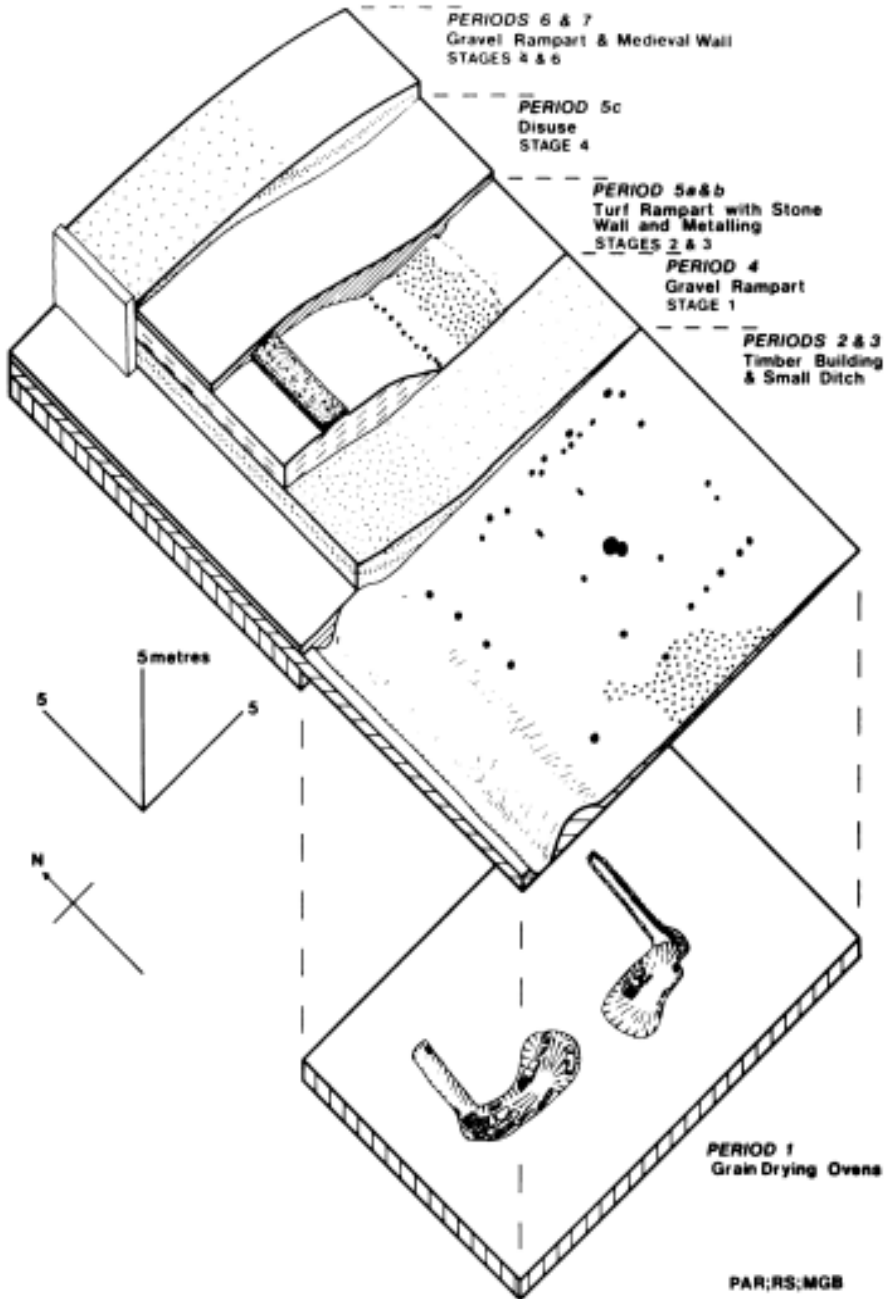 PERIODS 6 & 7
Gravel Rampart & Medieval Wall
STAGES 4 & 6
PERIOD 5c
Disuse
STAGE 4
PERIOD 5a&b
Turf Rampart with Stone
Wall and Metalling
STAGES 2 & 3
PERIOD 4
Gravel Rampart
STAGE 1
PERIODS 2 & 3
Timber Building
& Small Ditch
5 metres
5
5
N
PERIOD 1
Grain Drying Ovens
PAR;RS;MGB